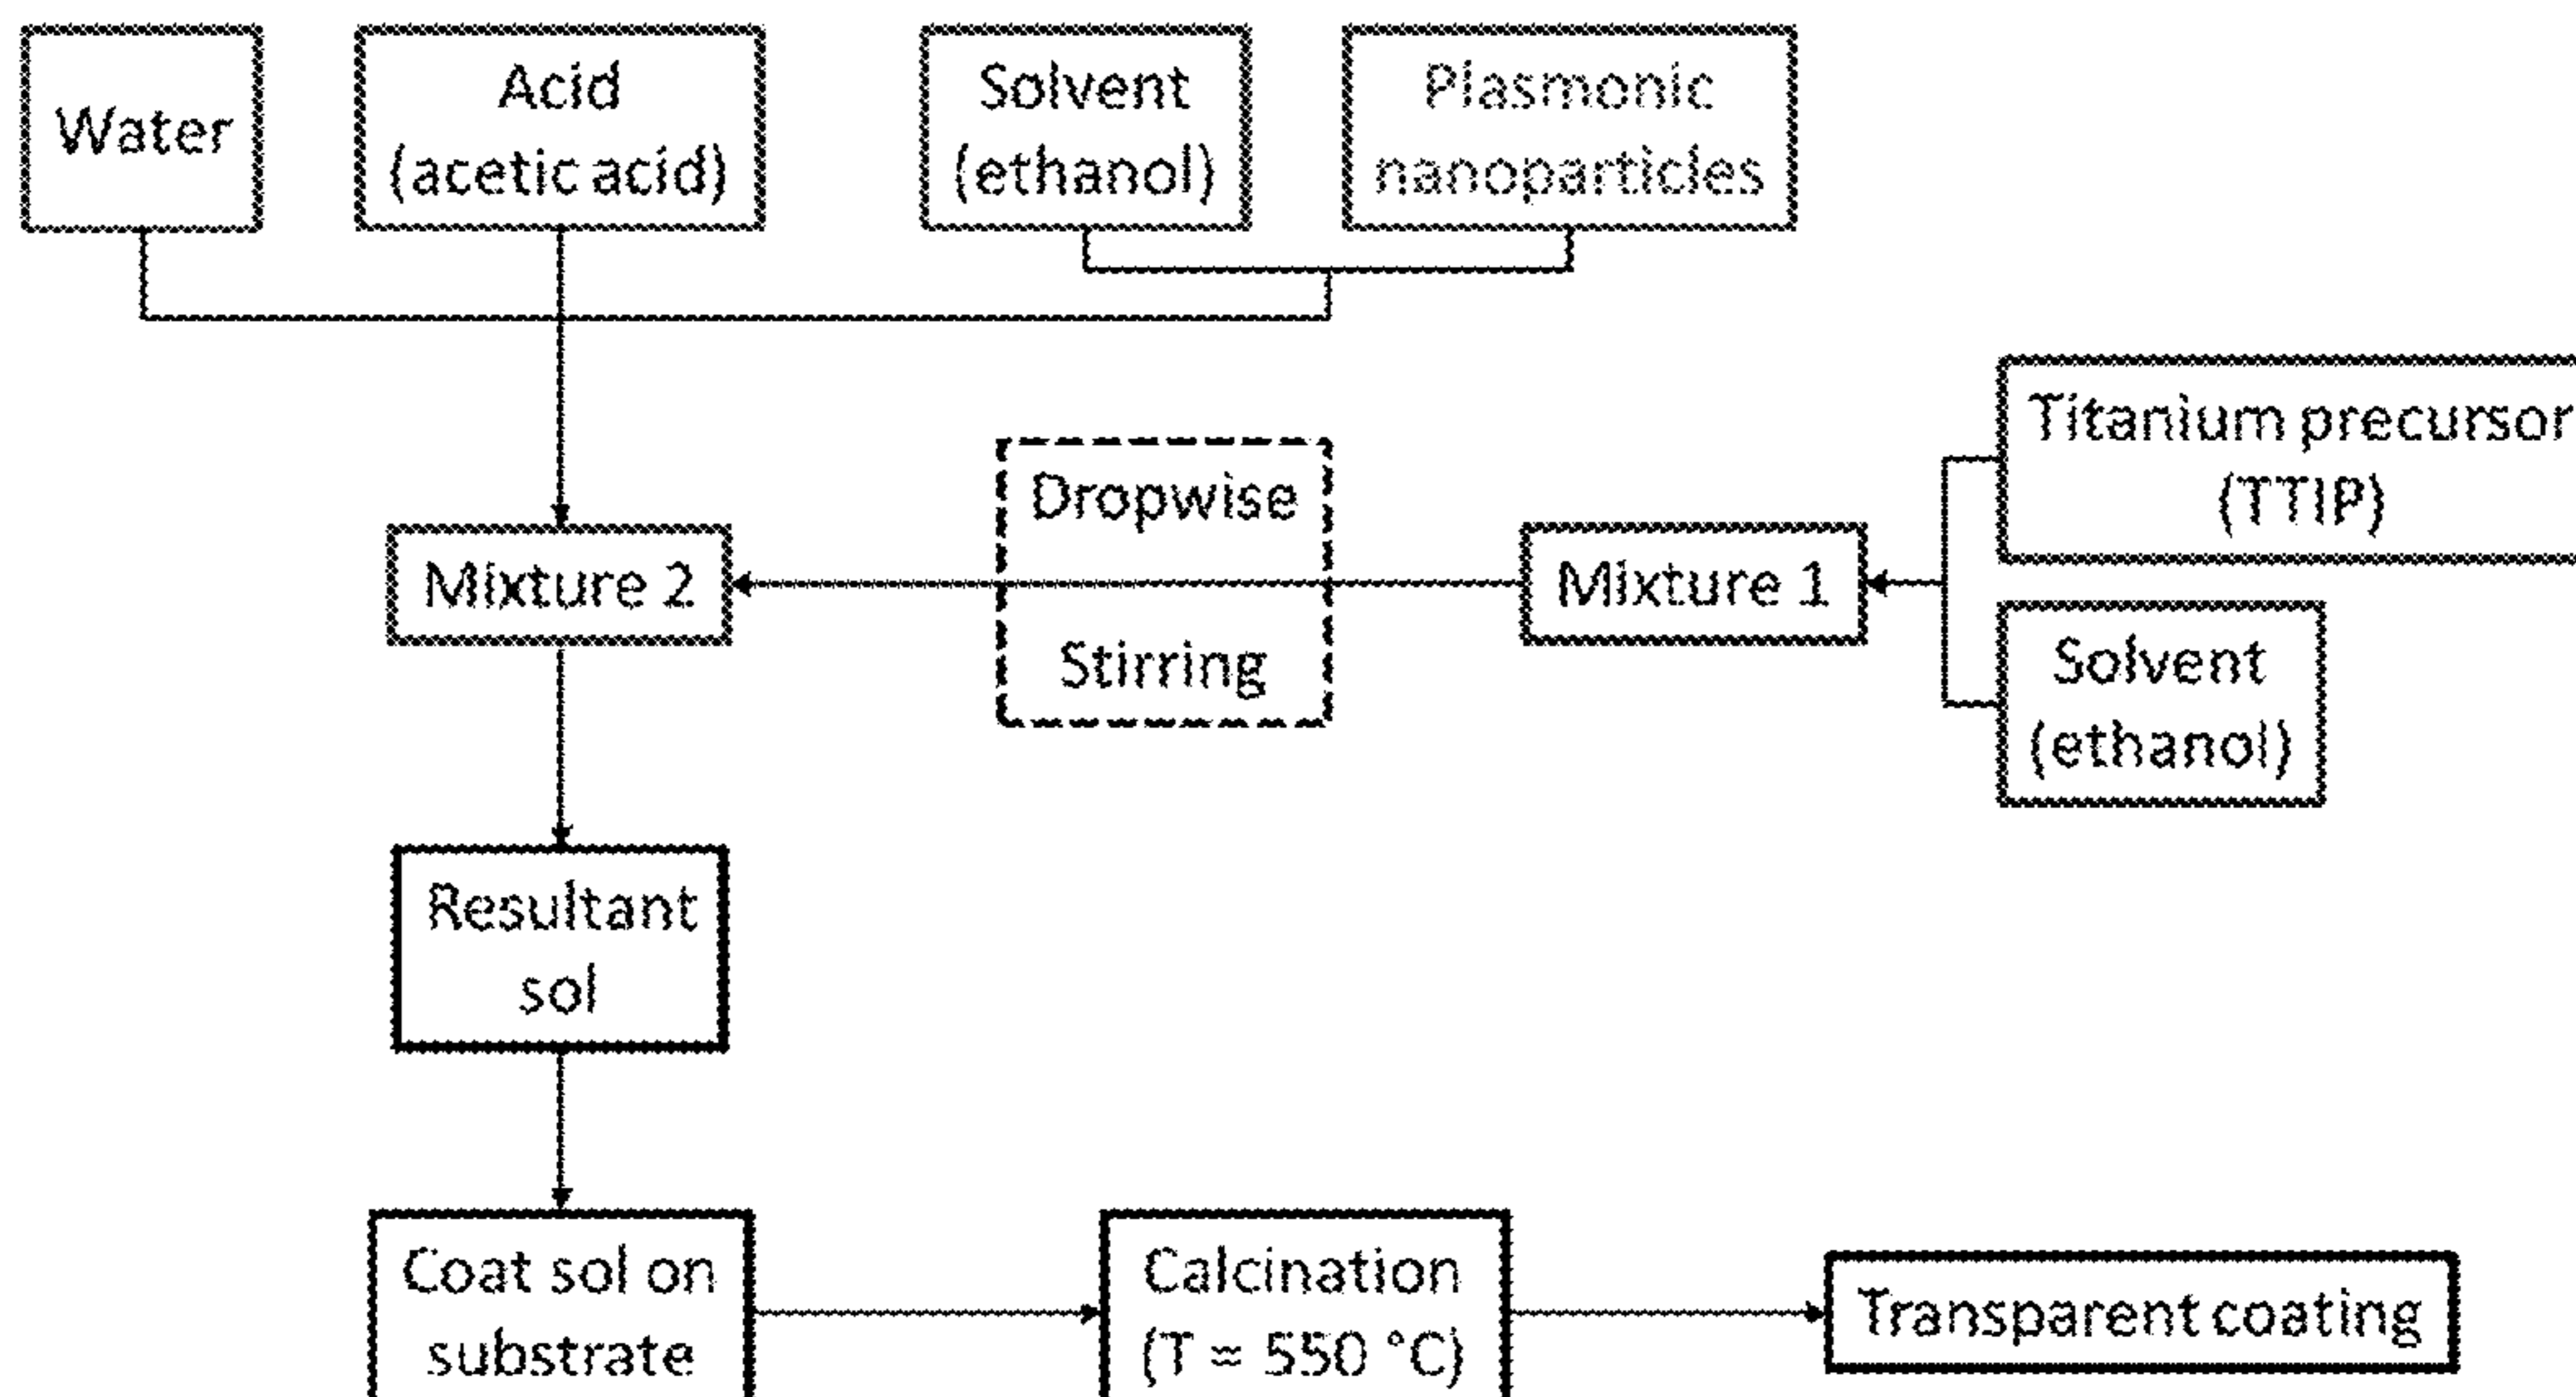 Water
Acid
(acetic acid)
Solvent
(ethanol)
Plasmonic
nanoparticles
Titanium precursor
(TTIP)
Dropwise
Stirring
Mixture 2
Mixture 1
Solvent
(ethanol)
Resultant
sol
Coat sol on
substrate
Calcination
(T = 550 °C)
Transparent coating